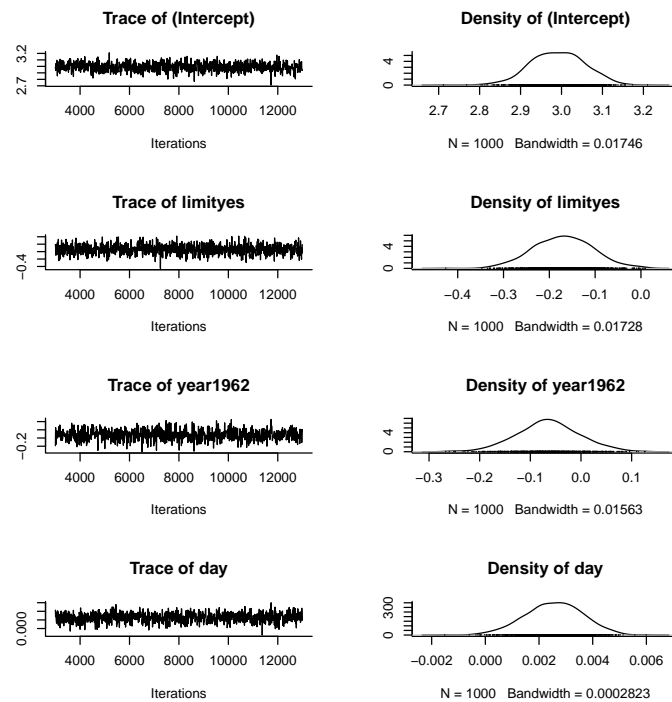 Trace of (Intercept)
3.2
2.7
4000 6000 8000 10000 12000
Iterations
Density of (Intercept)
4
0
2.7 2.8 2.9 3.0 3.1 3.2
N = 1000 Bandwidth = 0.01746
Trace of limityes
−0.4
4000 6000 8000 10000 12000
Iterations
Density of limityes
4
0
−0.4 −0.3 −0.2 −0.1 0.0
N = 1000 Bandwidth = 0.01728
Trace of year1962
−0.2
4000 6000 8000 10000 12000
Iterations
Density of year1962
4
0
−0.3 −0.2 −0.1 0.0 0.1
N = 1000 Bandwidth = 0.01563
Trace of day
0.000
4000 6000 8000 10000 12000
Iterations
Density of day
300
0
−0.002 0.000 0.002 0.004 0.006
N = 1000 Bandwidth = 0.0002823